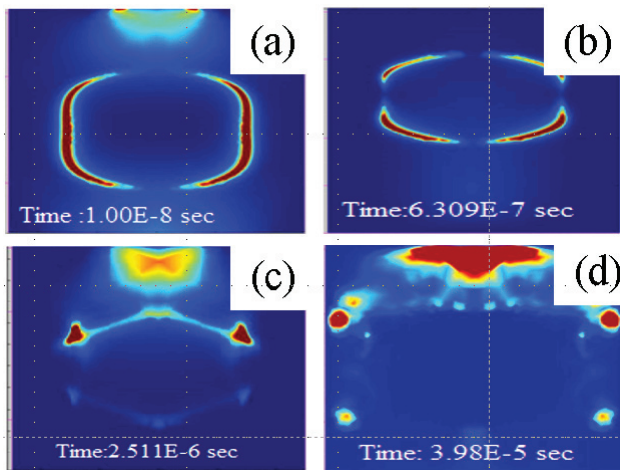 (a)
(b)
Time :1.00E-8 sec
Time:6.309E-7 sec
(c)
(d)
Time:2.511E-6 sec
Time: 3.98E-5 sec